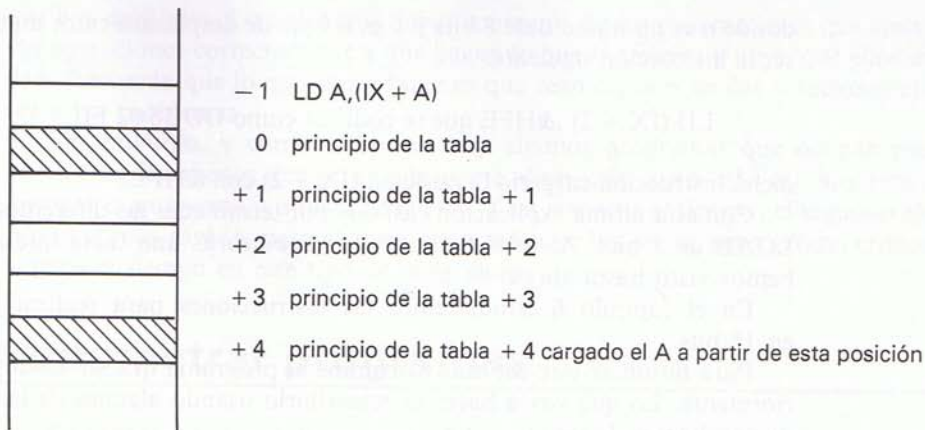 − 1 LD A,(IX + A)
0 principio de la tabla
+ 1 principio de la tabla + 1
+ 2 principio de la tabla + 2
+ 3 principio de la tabla + 3
+ 4 principio de la tabla + 4 cargado el A a partir de esta posición